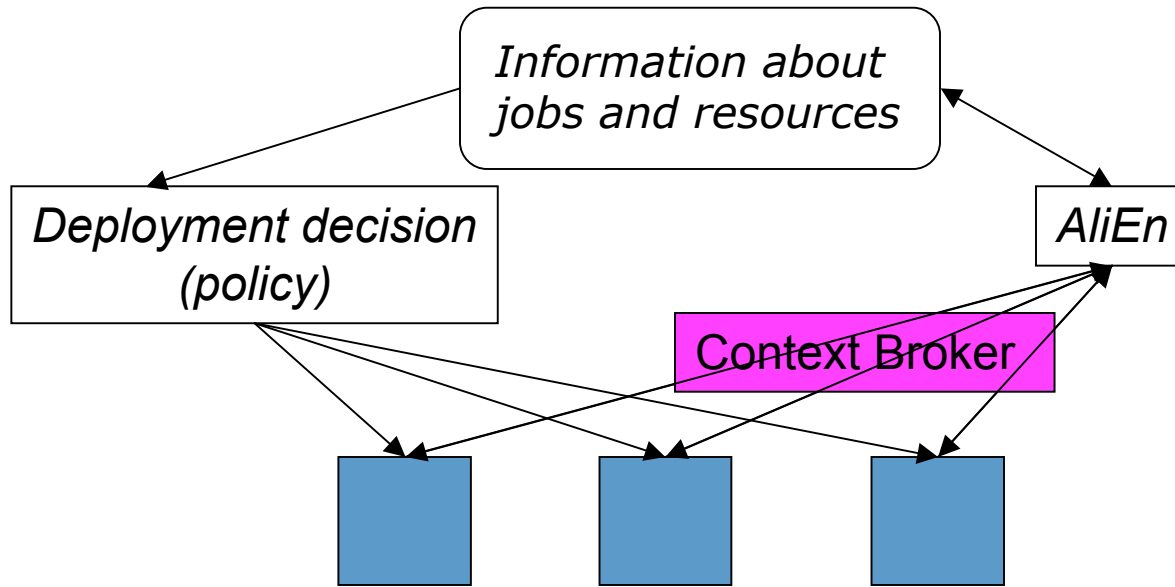 Information about
jobs and resources
Deployment decision
(policy)
AliEn
Context Broker